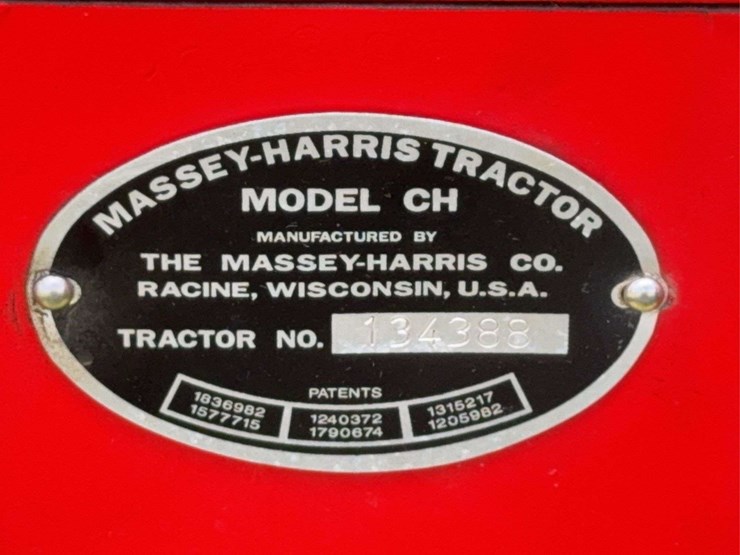 MASSEY-HARRIS TRACTOR
MODEL CH
MANUFACTURED BY
THE MASSEY-HARRIS CO.
RACINE, WISCONSIN, U.S.A.
TRACTOR NO. 134388
PATENTS
1836982
1577715
1240372
1790674
1315217
1205982